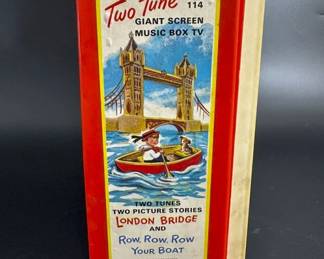 Two Tune
114
GIANT SCREEN
MUSIC BOX TV
TWO TUNES
TWO PICTURE STORIES
LONDON BRIDGE
AND
ROW, ROW, ROW
YOUR BOAT